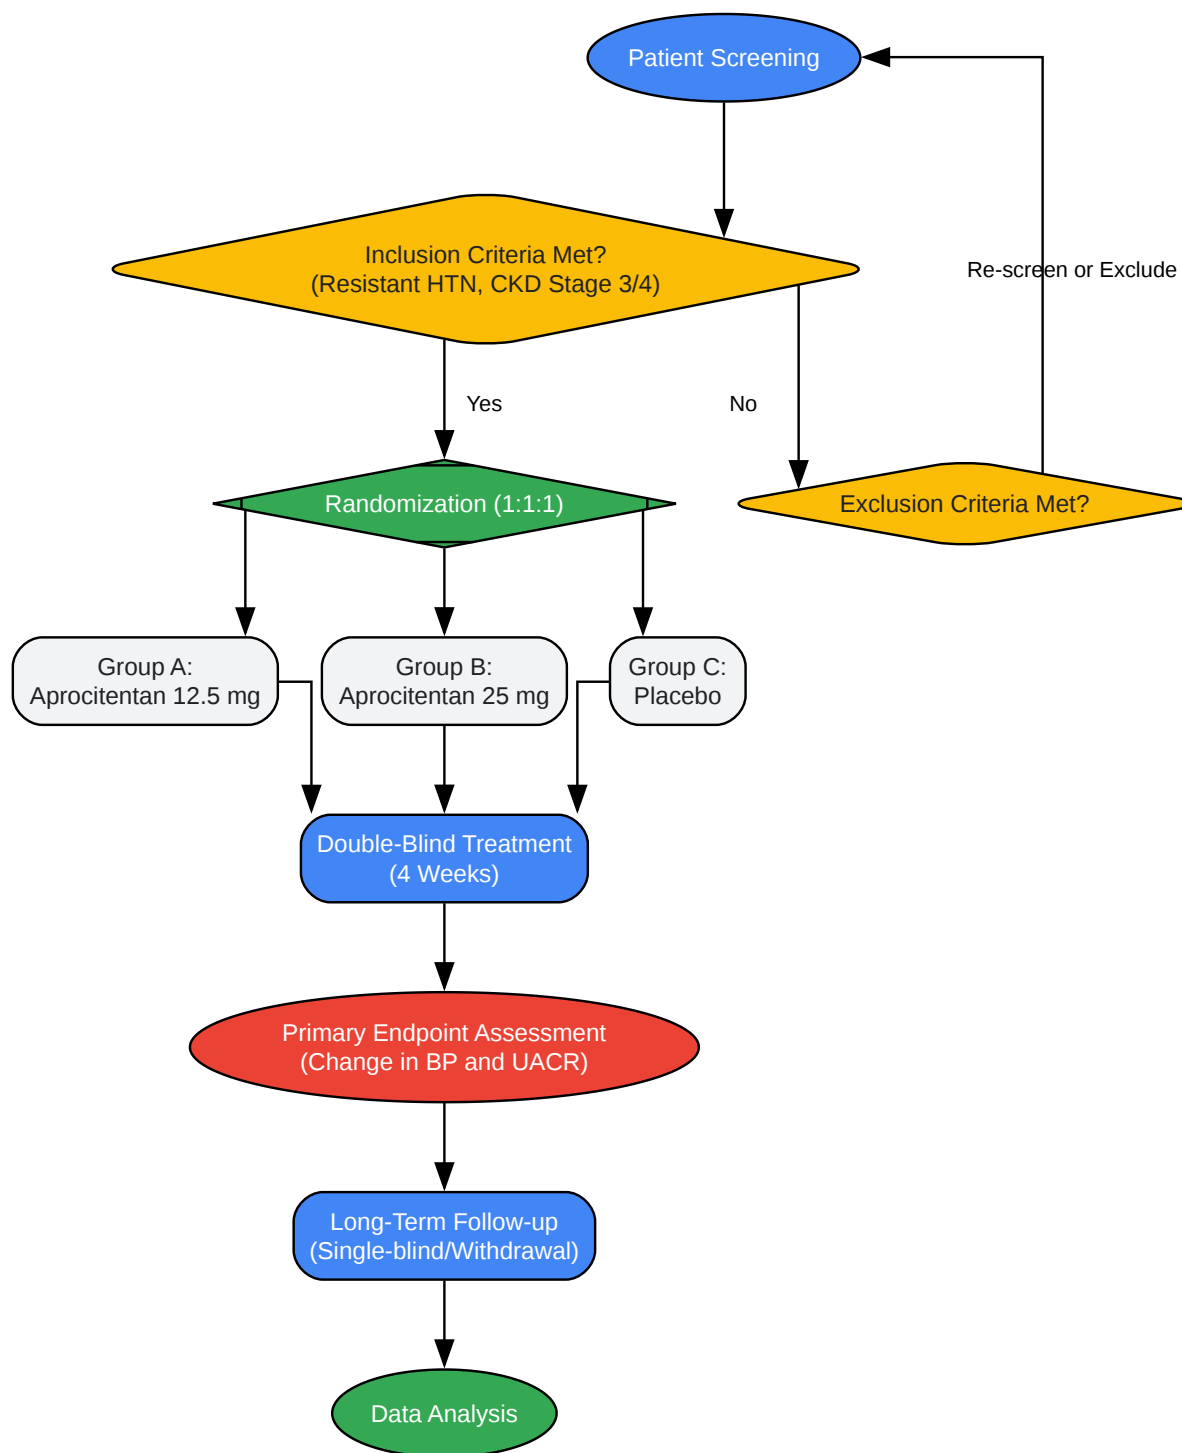 Patient Screening
Inclusion Criteria Met?
(Resistant HTN, CKD Stage 3/4)
Re-screen or Exclude
Yes
No
Randomization (1:1:1)
Exclusion Criteria Met?
Group A:
Aprocitentan 12.5 mg
Group B:
Aprocitentan 25 mg
Group C:
Placebo
Double-Blind Treatment
(4 Weeks)
Primary Endpoint Assessment
(Change in BP and UACR)
Long-Term Follow-up
(Single-blind/Withdrawal)
Data Analysis